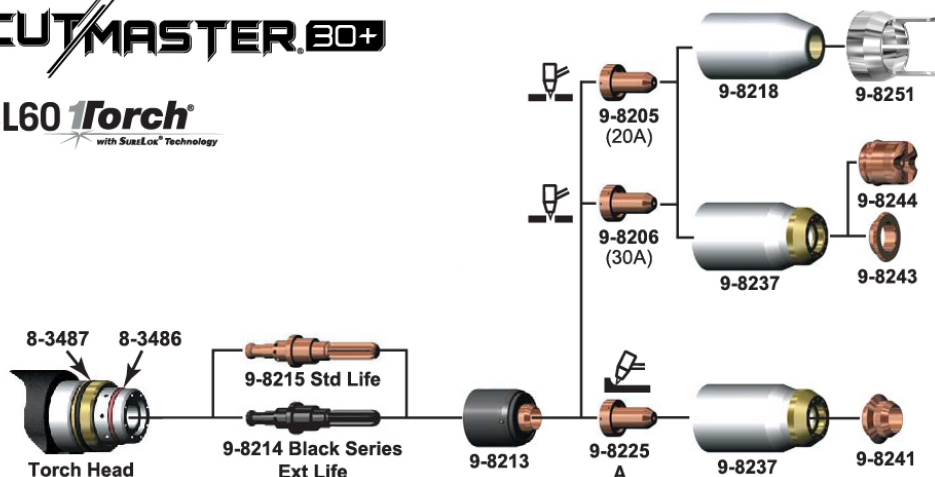 CUTMASTER® 30+
SL60 1Torch®
with SureLok® Technology
9-8205
(20A)
9-8218
9-8251
9-8206
(30A)
9-8237
9-8244
9-8243
8-3487
8-3486
Torch Head
9-8215 Std Life
9-8214 Black Series
Ext Life
9-8213
9-8225
A
9-8237
9-8241